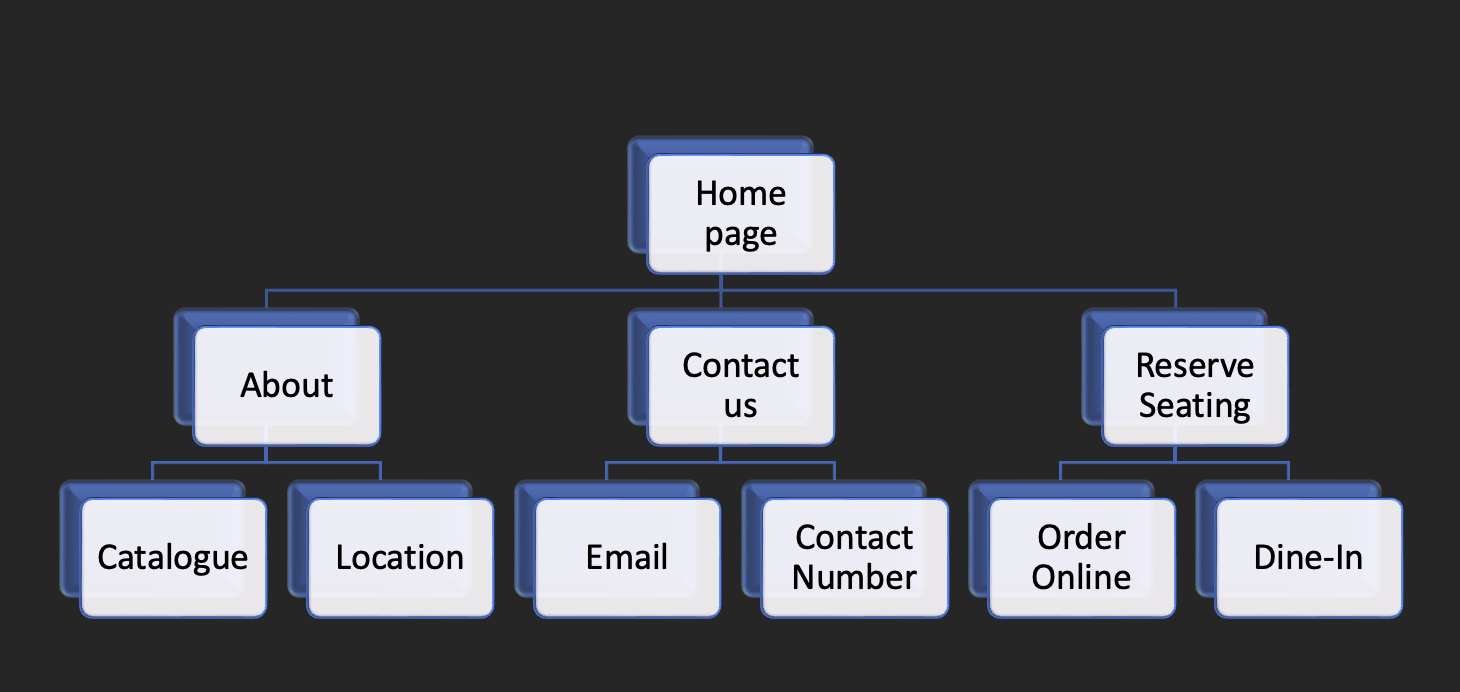 Home
page
About
Contact
us
Reserve
Seating
Catalogue
Location
Email
Contact
Number
Order
Online
Dine-In